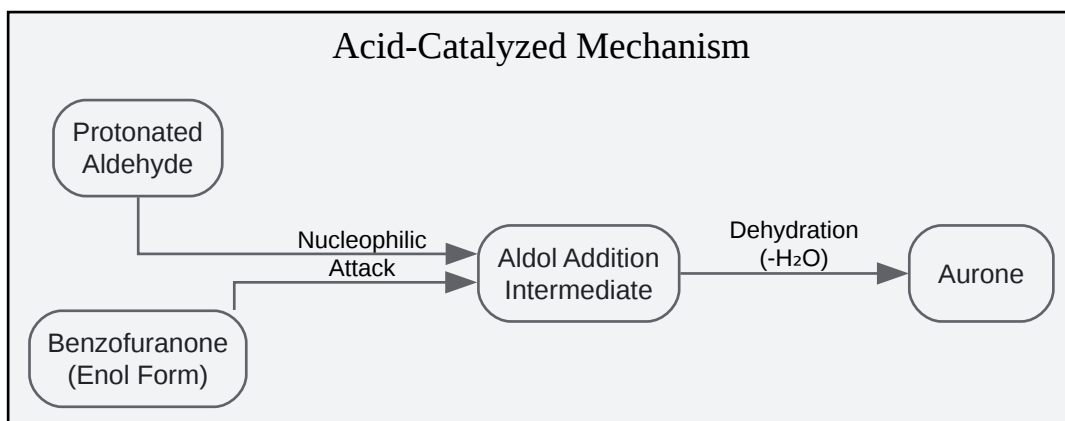 Acid-Catalyzed Mechanism
Protonated
Aldehyde
Nucleophilic
Attack
Benzofuranone
(Enol Form)
Aldol Addition
Intermediate
Dehydration
(-H₂O)
Aurone